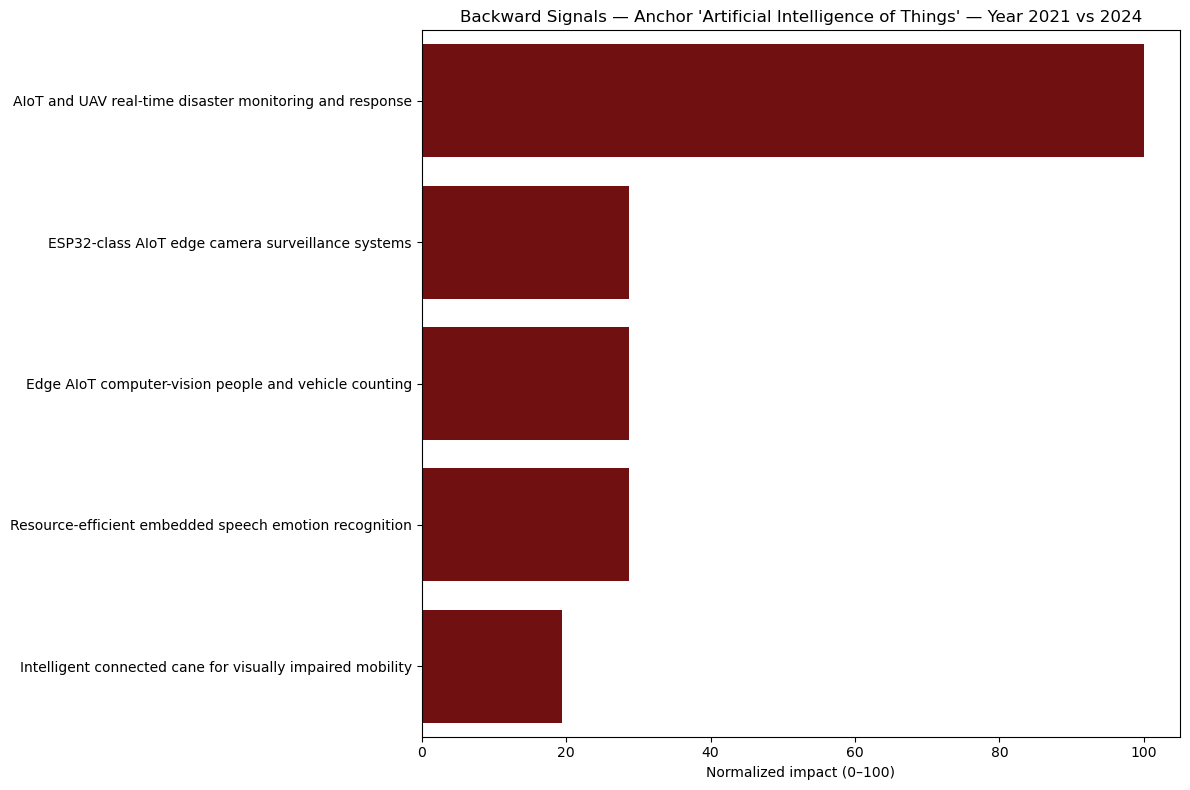 Backward Signals — Anchor 'Artificial Intelligence of Things' — Year 2021 vs 2024
AIoT and UAV real-time disaster monitoring and response
ESP32-class AIoT edge camera surveillance systems
Edge AIoT computer-vision people and vehicle counting
Resource-efficient embedded speech emotion recognition
Intelligent connected cane for visually impaired mobility
0 20 40 60 80 100
Normalized impact (0–100)